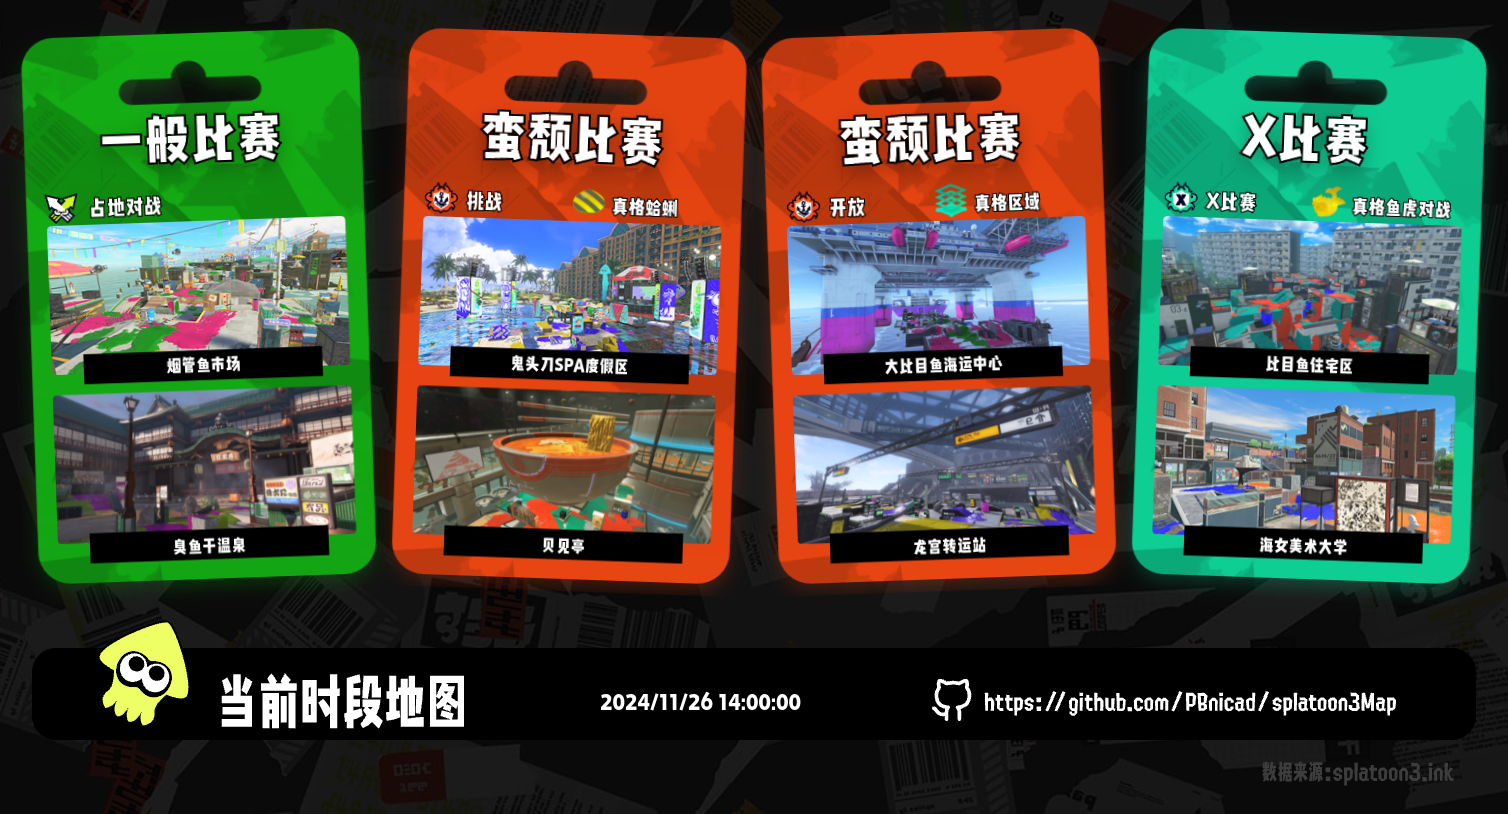 一般比赛
占地对战
烟管鱼市场
臭鱼干温泉
蛮颓比赛
挑战
真格蛤蜊
鬼头刀SPA度假区
贝见亭
蛮颓比赛
开放
真格区域
大比目鱼海运中心
龙宫转运站
X比赛
X比赛
真格鱼虎对战
比目鱼住宅区
海女美术大学
当前时段地图
2024/11/26 14:00:00
https://github.com/PBnicad/splatoon3Map
数据来源:splatoon3.ink